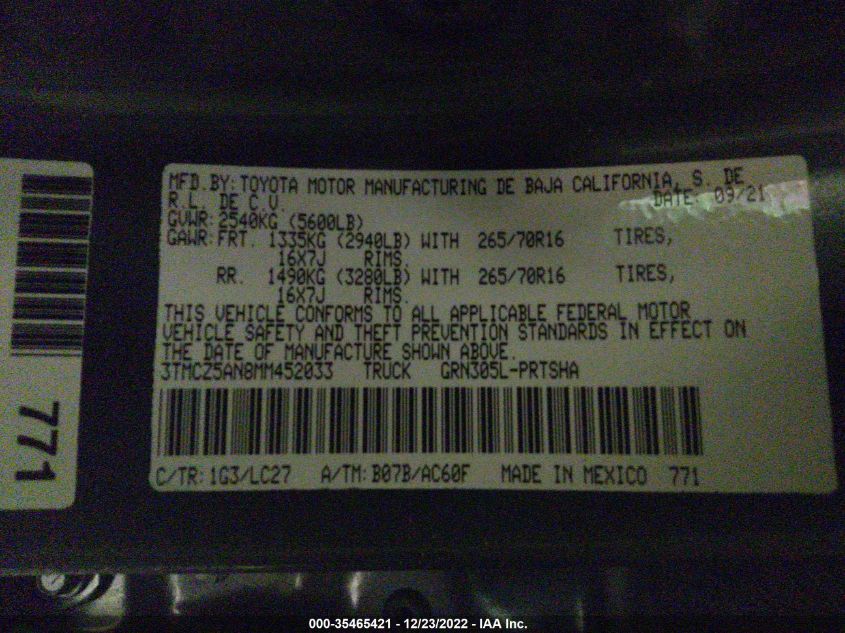 MFD. BY: TOYOTA MOTOR MANUFACTURING DE BAJA CALIFORNIA, S. DE
R.L. DE C.V. DATE: 09/21
GVWR: 2540KG (5600LB)
GAWR: FRT. 1335KG (2940LB) WITH 265/70R16 TIRES,
16X7J RIMS.
RR. 1490KG (3280LB) WITH 265/70R16 TIRES,
16X7J RIMS.
THIS VEHICLE CONFORMS TO ALL APPLICABLE FEDERAL MOTOR
VEHICLE SAFETY AND THEFT PREVENTION STANDARDS IN EFFECT ON
THE DATE OF MANUFACTURE SHOWN ABOVE.
3TMCZ5AN8MM452033 TRUCK GRN305L-PRTSHA
C/TR: 1G3/LC27 A/TM: B07B/AC60F MADE IN MEXICO 771
771
000-35465421 - 12/23/2022 - IAA Inc.